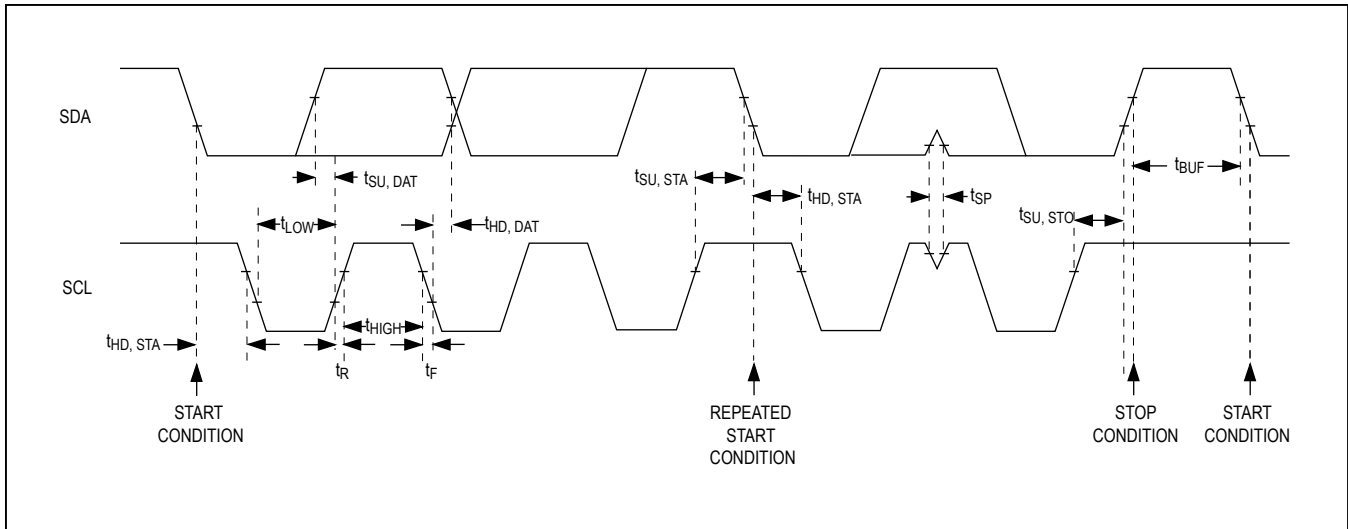 SDA
tSU, DAT
tSU, STA
tHD, STA
tSP
tBUF
tSU, STO
tLOW
tHD, DAT
SCL
tHIGH
tHD, STA
tR
tF
START
CONDITION
REPEATED
START
CONDITION
STOP
CONDITION
START
CONDITION